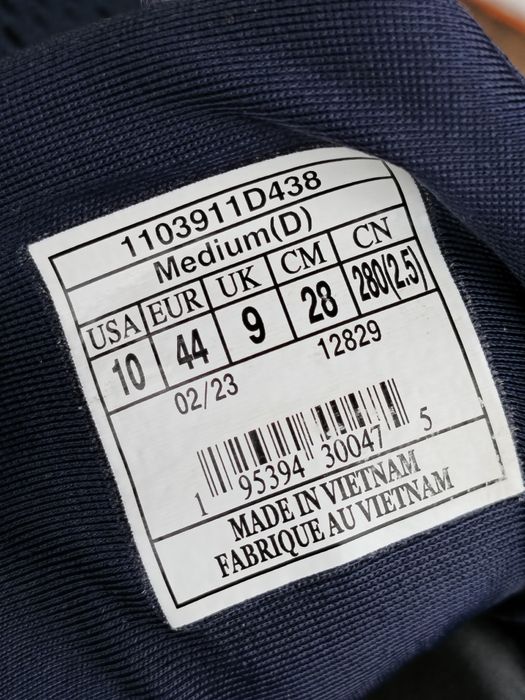 1103911D438
Medium(D)
USA EUR UK CM CN
10 44 9 28 280(2.5)
02/23 12829
1 95394 30047 5
MADE IN VIETNAM
FABRIQUE AU VIETNAM